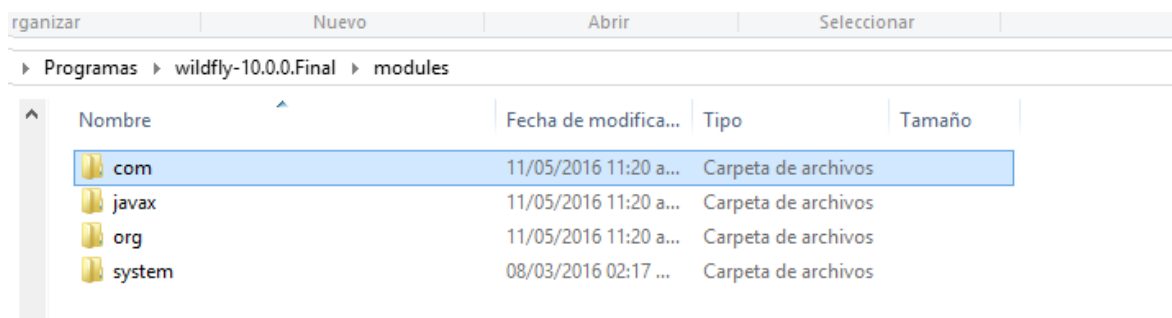 rganizar Nuevo Abrir Seleccionar
Programas wildfly-10.0.0.Final modules
Nombre Fecha de modifica... Tipo Tamaño
com 11/05/2016 11:20 a... Carpeta de archivos
javax 11/05/2016 11:20 a... Carpeta de archivos
org 11/05/2016 11:20 a... Carpeta de archivos
system 08/03/2016 02:17 ... Carpeta de archivos